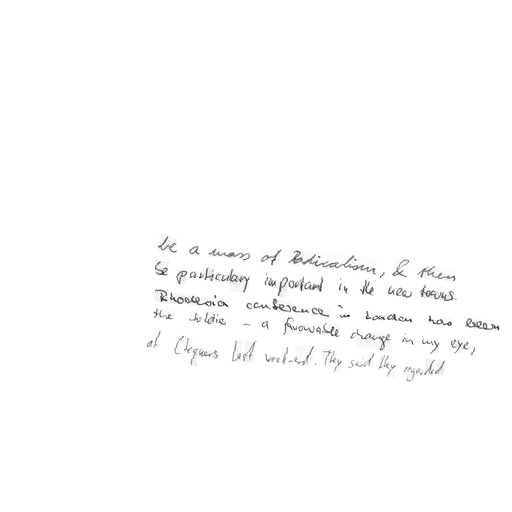 be a mass of Radicalism, & then
be particulary important in the new towns.
Rhodesia conference in London has been
the soldier - a favourable change in my eye,
at Chequers last week-end. They said they regarded